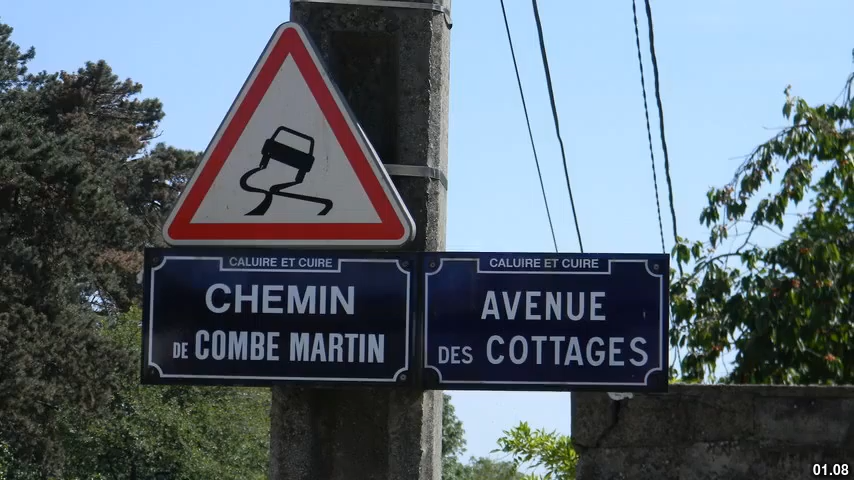 CALUIRE ET CUIRE
CHEMIN
DE COMBE MARTIN
CALUIRE ET CUIRE
AVENUE
DES COTTAGES
01.08